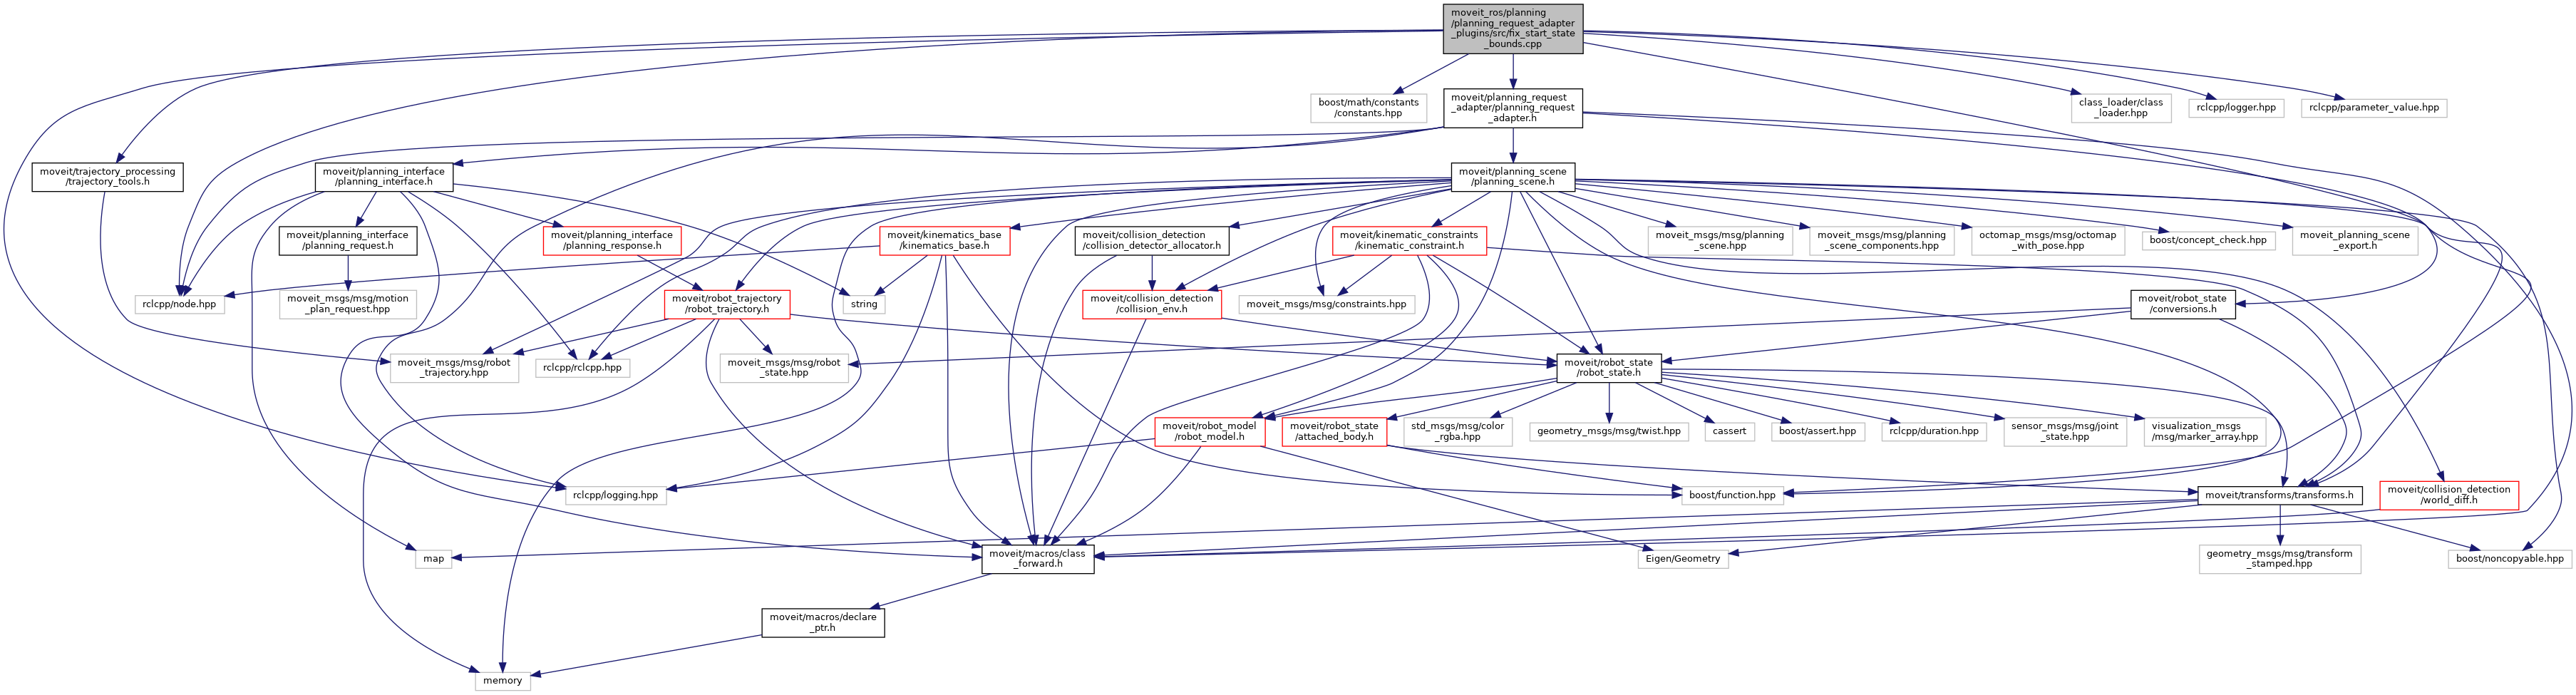 moveit_ros/planning
/planning_request_adapter
_plugins/src/fix_start_state
_bounds.cpp
boost/math/constants
/constants.hpp
moveit/planning_request
_adapter/planning_request
_adapter.h
class_loader/class
_loader.hpp
rclcpp/logger.hpp
rclcpp/parameter_value.hpp
moveit/trajectory_processing
/trajectory_tools.h
moveit/planning_interface
/planning_interface.h
moveit/planning_scene
/planning_scene.h
moveit/planning_interface
/planning_request.h
moveit/planning_interface
/planning_response.h
moveit/kinematics_base
/kinematics_base.h
moveit/collision_detection
/collision_detector_allocator.h
moveit/kinematic_constraints
/kinematic_constraint.h
moveit_msgs/msg/planning
_scene.hpp
moveit_msgs/msg/planning
_scene_components.hpp
octomap_msgs/msg/octomap
_with_pose.hpp
boost/concept_check.hpp
moveit_planning_scene
_export.h
rclcpp/node.hpp
moveit_msgs/msg/motion
_plan_request.hpp
moveit/robot_trajectory
/robot_trajectory.h
string
moveit/collision_detection
/collision_env.h
moveit_msgs/msg/constraints.hpp
moveit/robot_state
/conversions.h
moveit_msgs/msg/robot
_trajectory.hpp
rclcpp/rclcpp.hpp
moveit_msgs/msg/robot
_state.hpp
moveit/robot_state
/robot_state.h
moveit/robot_model
/robot_model.h
moveit/robot_state
/attached_body.h
std_msgs/msg/color
_rgba.hpp
geometry_msgs/msg/twist.hpp
cassert
boost/assert.hpp
rclcpp/duration.hpp
sensor_msgs/msg/joint
_state.hpp
visualization_msgs
/msg/marker_array.hpp
rclcpp/logging.hpp
boost/function.hpp
moveit/transforms/transforms.h
moveit/collision_detection
/world_diff.h
map
moveit/macros/class
_forward.h
Eigen/Geometry
geometry_msgs/msg/transform
_stamped.hpp
boost/noncopyable.hpp
moveit/macros/declare
_ptr.h
memory